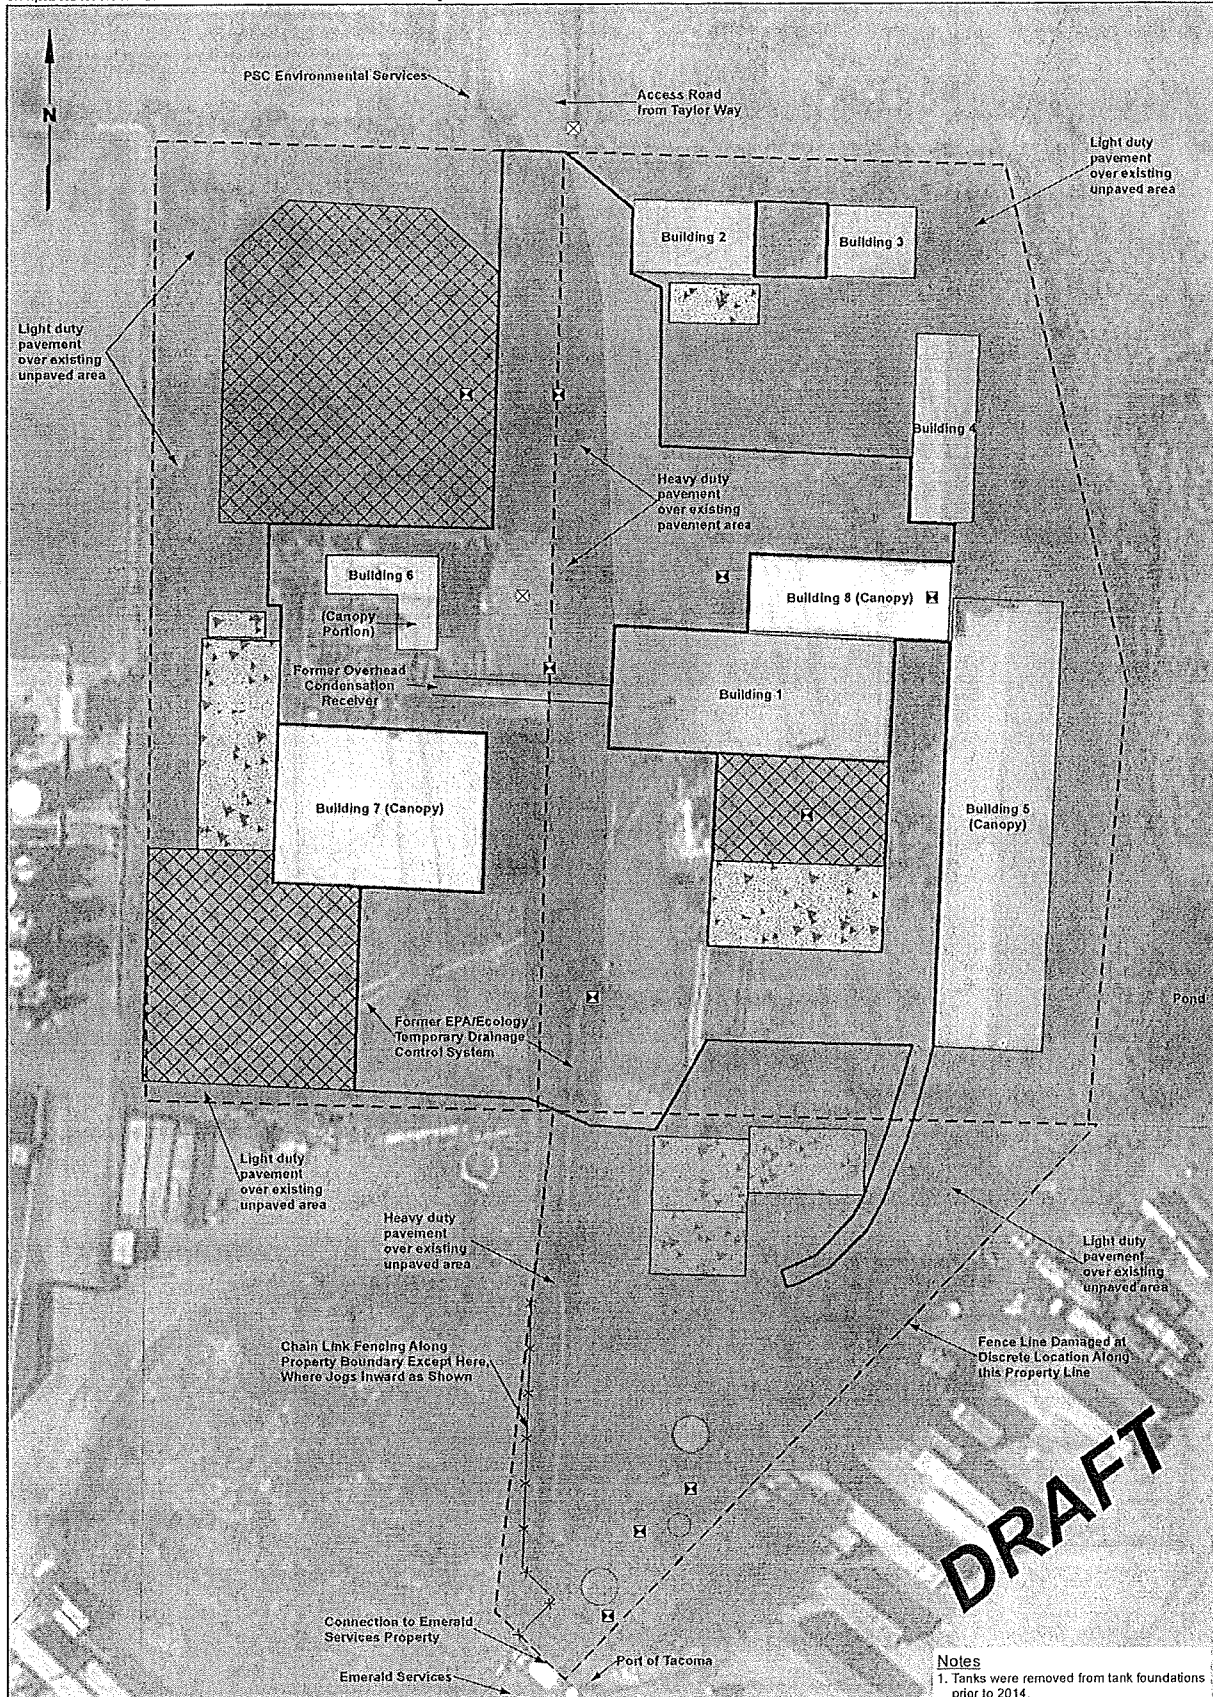 PSC Environmental Services
Access Road
from Taylor Way
N
Light duty
pavement
over existing
unpaved area
Building 2
Building 3
Light duty
pavement
over existing
unpaved area
Building 4
Heavy duty
pavement
over existing
pavement area
Building 6
(Canopy
Portion)
Building 8 (Canopy)
Former Overhead
Condensation
Receiver
Building 1
Building 7 (Canopy)
Building 5
(Canopy)
Pond
Former EPA/Ecology
Temporary Drainage
Control System
Light duty
pavement
over existing
unpaved area
Heavy duty
pavement
over existing
unpaved area
Light duty
pavement
over existing
unpaved area
Chain Link Fencing Along
Property Boundary Except Here,
Where Jogs Inward as Shown
Fence Line Damaged at
Discrete Location Along
this Property Line
DRAFT
Connection to Emerald
Services Property
Port of Tacoma
Emerald Services
Notes
1. Tanks were removed from tank foundations
prior to 2014.